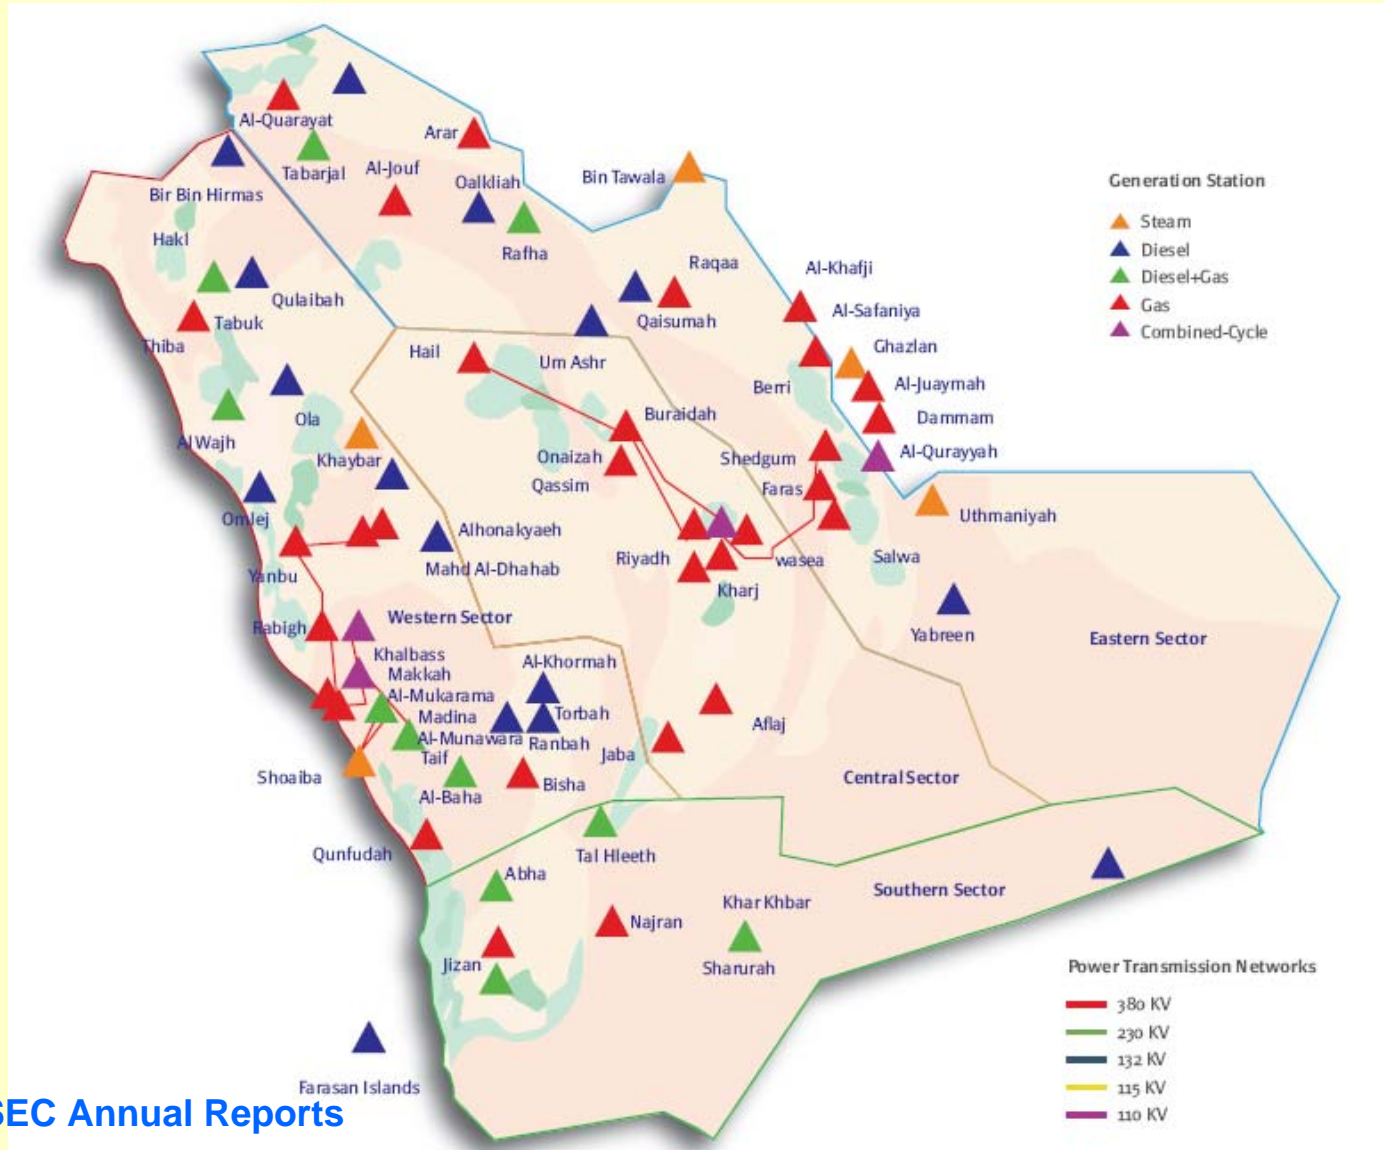 Al-Quarayat
Arar
Tabarjal
Al-Jouf
Oalkliah
Bin Tawala
Bir Bin Hirmas
Hakl
Rafha
Raqaa
Al-Khafji
Qulaibah
Al-Safaniya
Tabuk
Qaisumah
Thiba
Hail
Um Ashr
Ghazlan
Berri
Al-Juaymah
Ola
Buraidah
Dammam
Al Wajh
Khaybar
Onaizah
Shedgum
Al-Qurayyah
Qassim
Faras
Omlej
Uthmaniyah
Alhonakyaeh
Yanbu
Mahd Al-Dhahab
Riyadh
wasea
Salwa
Kharj
Rabigh
Western Sector
Yabreen
Eastern Sector
Khalbass
Makkah
Al-Khormah
Al-Mukarama
Madina
Torbah
Aflaj
Al-Munawara
Ranbah
Jaba
Taif
Shoaiba
Bisha
Central Sector
Al-Baha
Qunfudah
Tal Hleeth
Abha
Southern Sector
Khar Khbar
Najran
Jizan
Sharurah
Farasan Islands
Generation Station
Steam
Diesel
Diesel+Gas
Gas
Combined-Cycle
Power Transmission Networks
380 KV
230 KV
132 KV
115 KV
110 KV
SEC Annual Reports